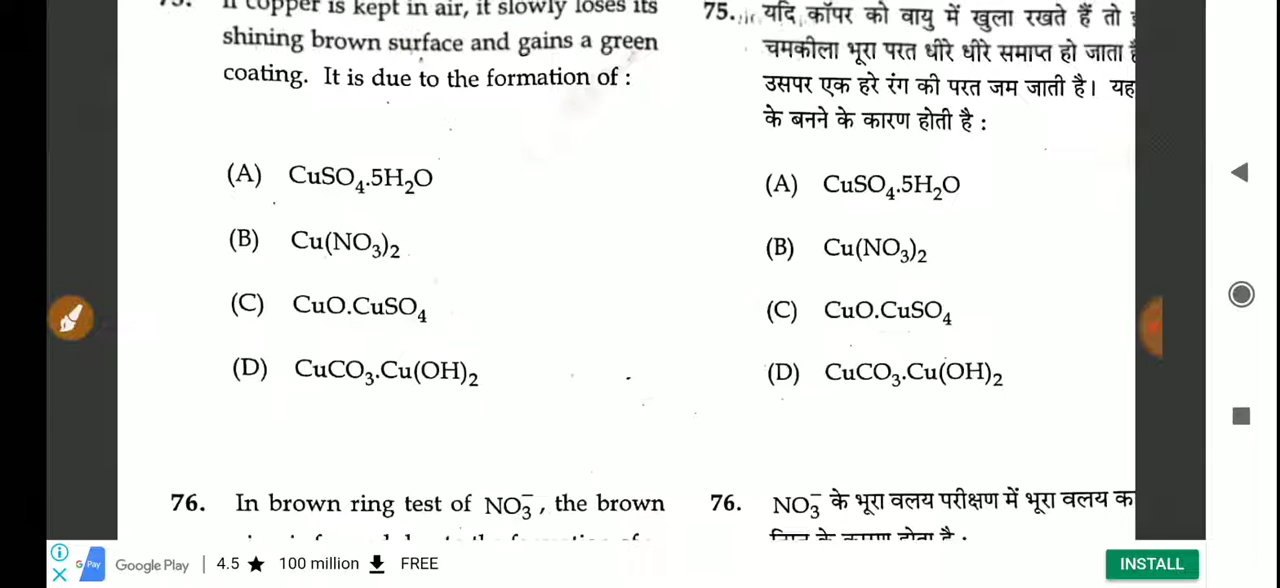 If copper is kept in air, it slowly loses its
shining brown surface and gains a green
coating. It is due to the formation of :
(A) CuSO₄.5H₂O
(B) Cu(NO₃)₂
(C) CuO.CuSO₄
(D) CuCO₃.Cu(OH)₂
76. In brown ring test of NO₃⁻, the brown
75. यदि कॉपर को वायु में खुला रखते हैं तो
चमकीला भूरा परत धीरे धीरे समाप्त हो जाता
उसपर एक हरे रंग की परत जम जाती है। यह
के बनने के कारण होती है :
(A) CuSO₄.5H₂O
(B) Cu(NO₃)₂
(C) CuO.CuSO₄
(D) CuCO₃.Cu(OH)₂
76. NO₃⁻ के भूरा वलय परीक्षण में भूरा वलय का
G Pay Google Play | 4.5 ★ 100 million FREE
INSTALL